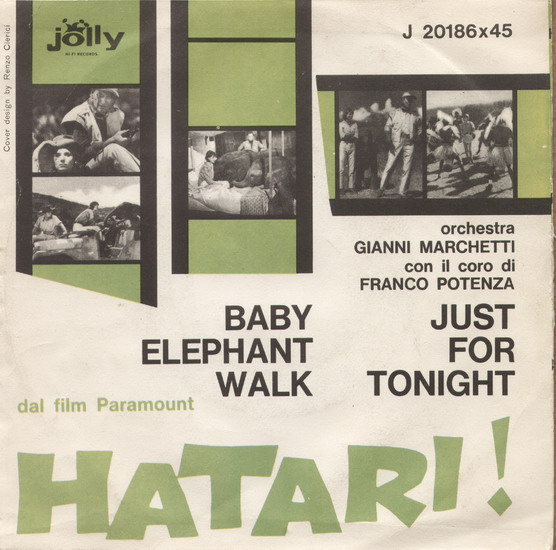 Cover design by Renzo Clerici
jolly
HI-FI RECORDS
J 20186x45
orchestra
GIANNI MARCHETTI
con il coro di
FRANCO POTENZA
BABY
ELEPHANT
WALK
JUST
FOR
TONIGHT
dal film Paramount
HATARI!